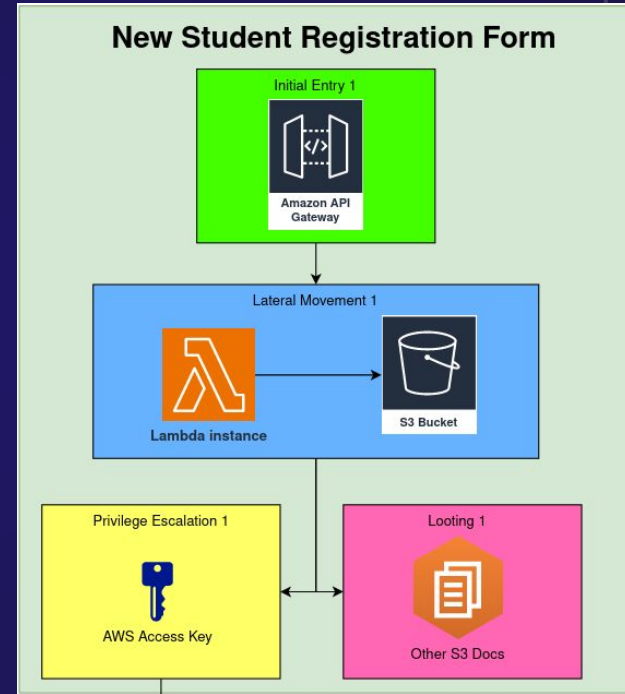 New Student Registration Form
Initial Entry 1
</>
Amazon API
Gateway
Lateral Movement 1
Lambda instance
S3 Bucket
Privilege Escalation 1
AWS Access Key
Looting 1
Other S3 Docs